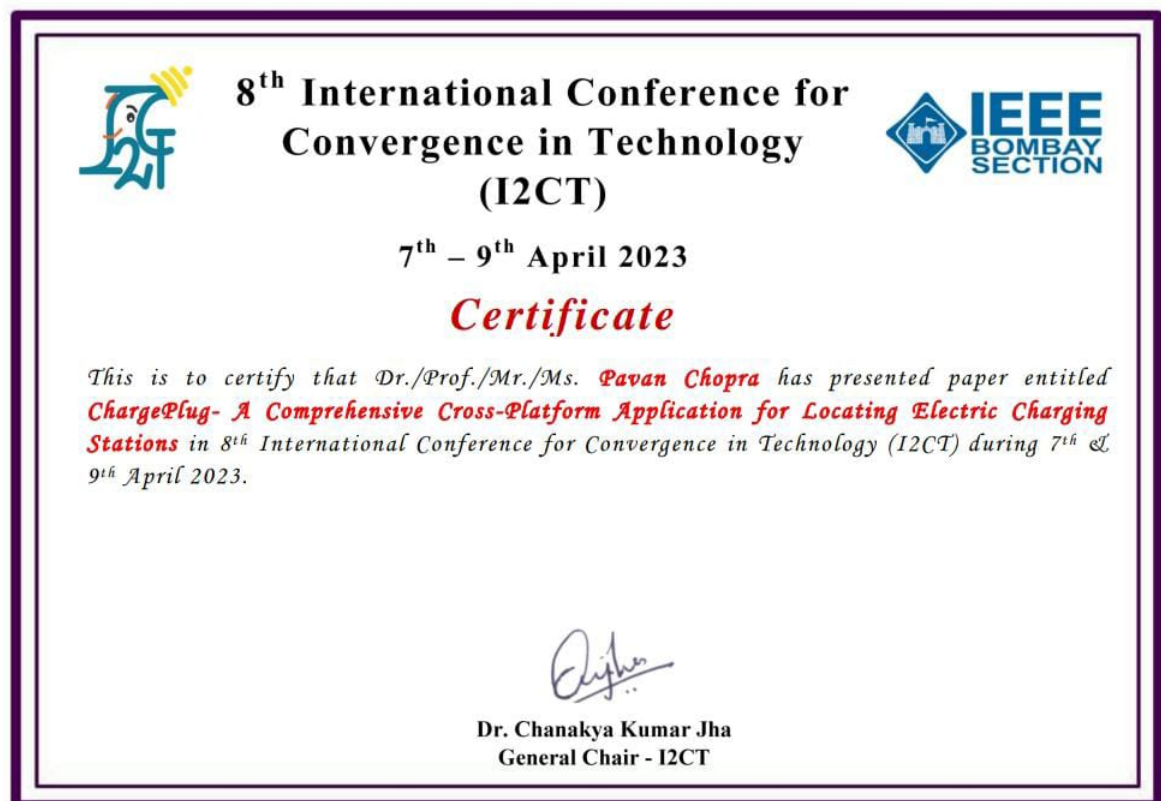 I2CT
8th International Conference for
Convergence in Technology
(I2CT)
IEEE
BOMBAY
SECTION
7th – 9th April 2023
Certificate
This is to certify that Dr./Prof./Mr./Ms. Pavan Chopra has presented paper entitled
ChargePlug- A Comprehensive Cross-Platform Application for Locating Electric Charging
Stations in 8th International Conference for Convergence in Technology (I2CT) during 7th &
9th April 2023.
Dr. Chanakya Kumar Jha
General Chair - I2CT